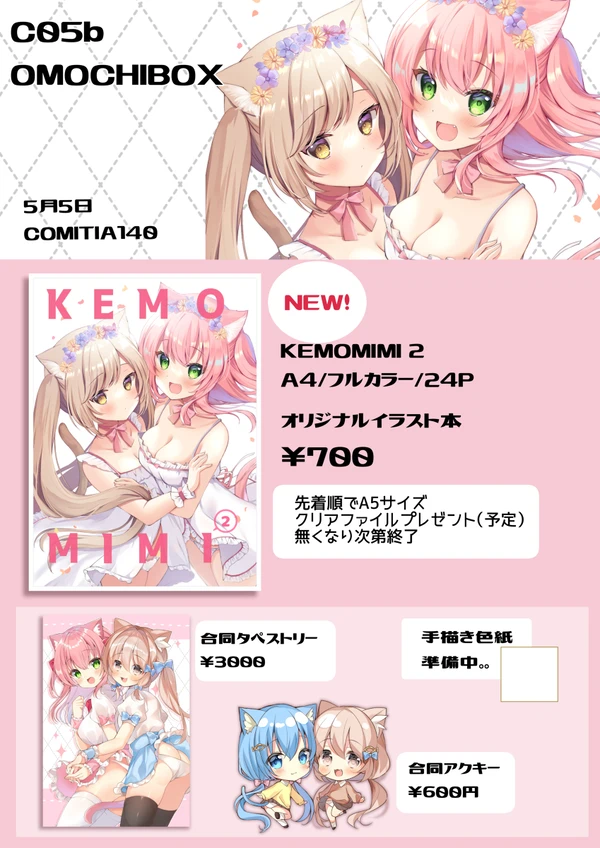 C05b
OMOCHIBOX
5月5日
COMITIA140
KEMO
MIMI
2
NEW!
KEMOMIMI 2
A4/フルカラー/24P
オリジナルイラスト本
¥700
先着順でA5サイズ
クリアファイルプレゼント(予定)
無くなり次第終了
合同タペストリー
¥3000
手描き色紙
準備中。。
合同アクキー
¥600円